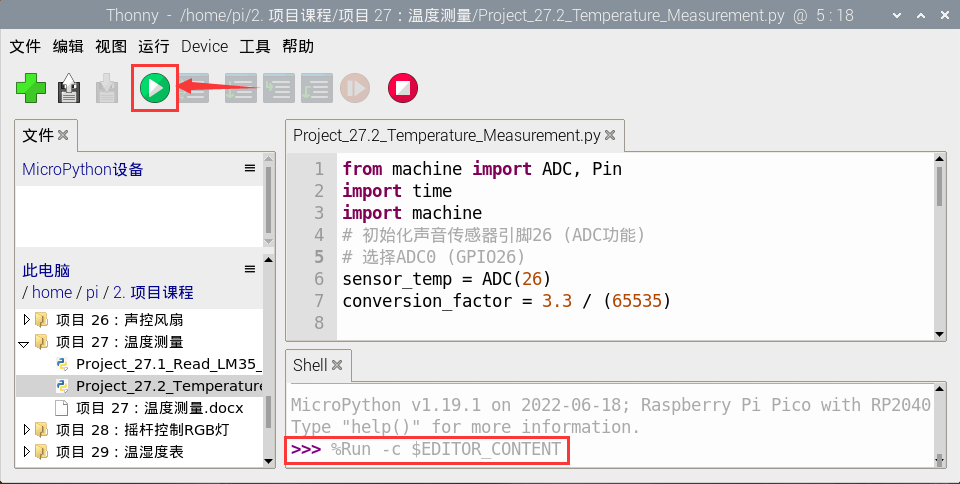 Thonny - /home/pi/2. 项目课程/项目 27：温度测量/Project_27.2_Temperature_Measurement.py @ 5 : 18
文件 编辑 视图 运行 Device 工具 帮助
文件
MicroPython设备
此电脑
/ home / pi / 2. 项目课程
项目 26：声控风扇
项目 27：温度测量
Project_27.1_Read_LM35_
Project_27.2_Temperature
项目 27：温度测量.docx
项目 28：摇杆控制RGB灯
项目 29：温湿度表
Project_27.2_Temperature_Measurement.py
1 from machine import ADC, Pin
2 import time
3 import machine
4 # 初始化声音传感器引脚26 (ADC功能)
5 # 选择ADC0 (GPIO26)
6 sensor_temp = ADC(26)
7 conversion_factor = 3.3 / (65535)
8
Shell
MicroPython v1.19.1 on 2022-06-18; Raspberry Pi Pico with RP2040
Type "help()" for more information.
>>> %Run -c $EDITOR_CONTENT